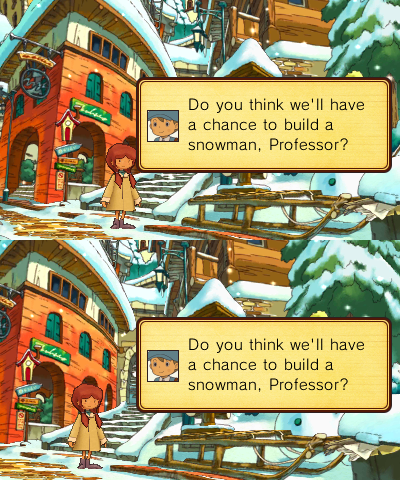 Do you think we'll have
a chance to build a
snowman, Professor?
Do you think we'll have
a chance to build a
snowman, Professor?